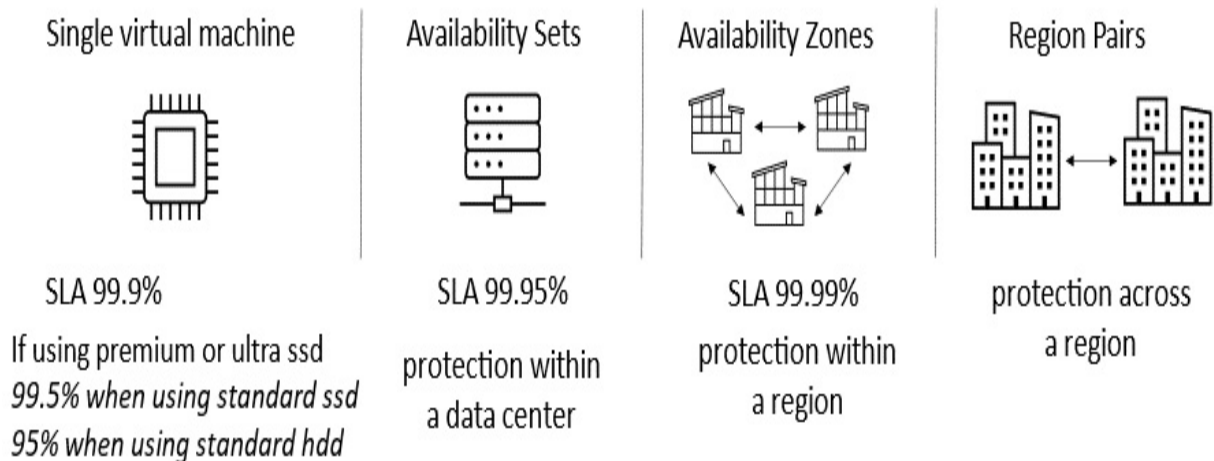 Single virtual machine
SLA 99.9%
If using premium or ultra ssd
99.5% when using standard ssd
95% when using standard hdd
Availability Sets
SLA 99.95%
protection within
a data center
Availability Zones
SLA 99.99%
protection within
a region
Region Pairs
protection across
a region